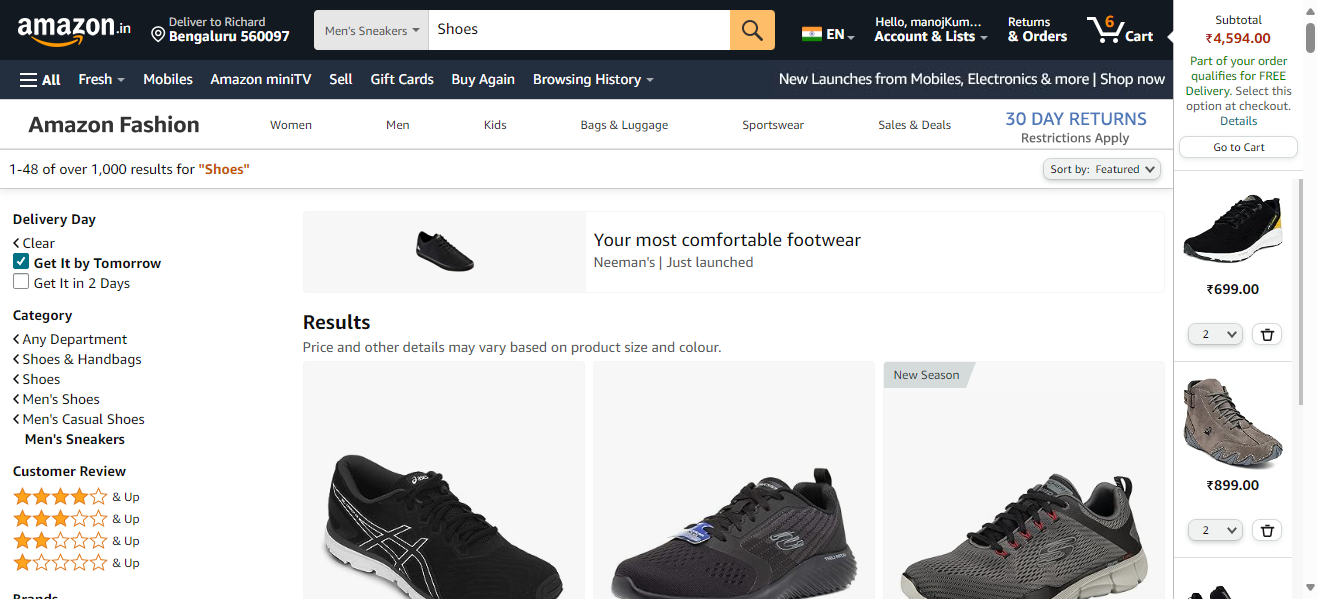 amazon.in
Deliver to Richard
Bengaluru 560097
Men's Sneakers
Shoes
EN
Hello, manojKum...
Account & Lists
Returns
& Orders
6
Cart
All
Fresh
Mobiles
Amazon miniTV
Sell
Gift Cards
Buy Again
Browsing History
New Launches from Mobiles, Electronics & more | Shop now
Amazon Fashion
Women
Men
Kids
Bags & Luggage
Sportswear
Sales & Deals
30 DAY RETURNS
Restrictions Apply
1-48 of over 1,000 results for "Shoes"
Sort by: Featured
Delivery Day
Clear
Get It by Tomorrow
Get It in 2 Days
Category
Any Department
Shoes & Handbags
Shoes
Men's Shoes
Men's Casual Shoes
Men's Sneakers
Customer Review
& Up
& Up
& Up
& Up
Brands
Your most comfortable footwear
Neeman's | Just launched
Results
Price and other details may vary based on product size and colour.
New Season
asics
Subtotal
₹4,594.00
Part of your order
qualifies for FREE
Delivery. Select this
option at checkout.
Details
Go to Cart
₹699.00
2
₹899.00
2